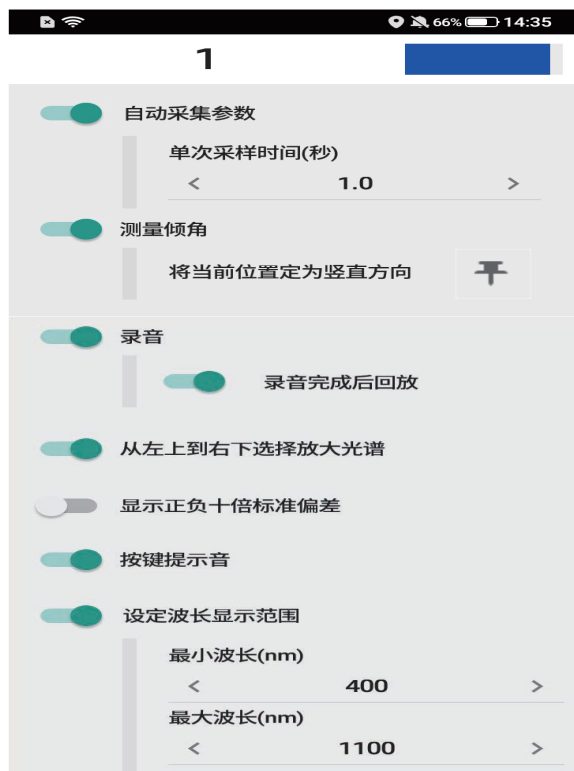 66% 14:35
1
自动采集参数
单次采样时间(秒)
< 1.0 >
测量倾角
将当前位置定为竖直方向
录音
录音完成后回放
从左上到右下选择放大光谱
显示正负十倍标准偏差
按键提示音
设定波长显示范围
最小波长(nm)
< 400 >
最大波长(nm)
< 1100 >